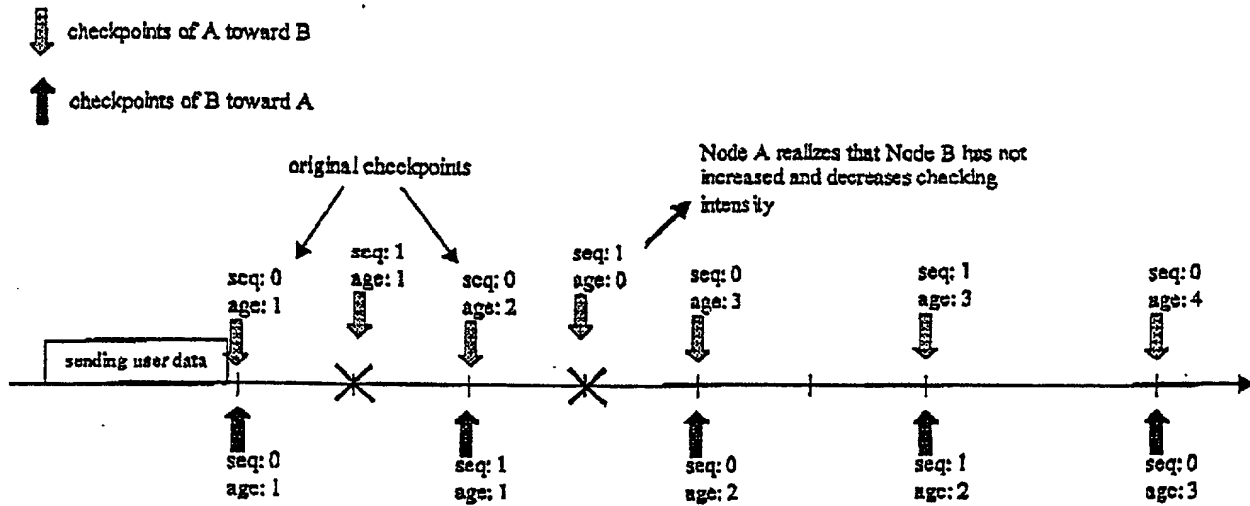 checkpoints of A toward B
checkpoints of B toward A
original checkpoints
Node A realizes that Node B has not
increased and decreases checking
intensity
seq: 0
age: 1
seq: 1
age: 1
seq: 0
age: 2
seq: 1
age: 0
seq: 0
age: 3
seq: 1
age: 3
seq: 0
age: 4
sending user data
seq: 0
age: 1
seq: 1
age: 1
seq: 0
age: 2
seq: 1
age: 2
seq: 0
age: 3